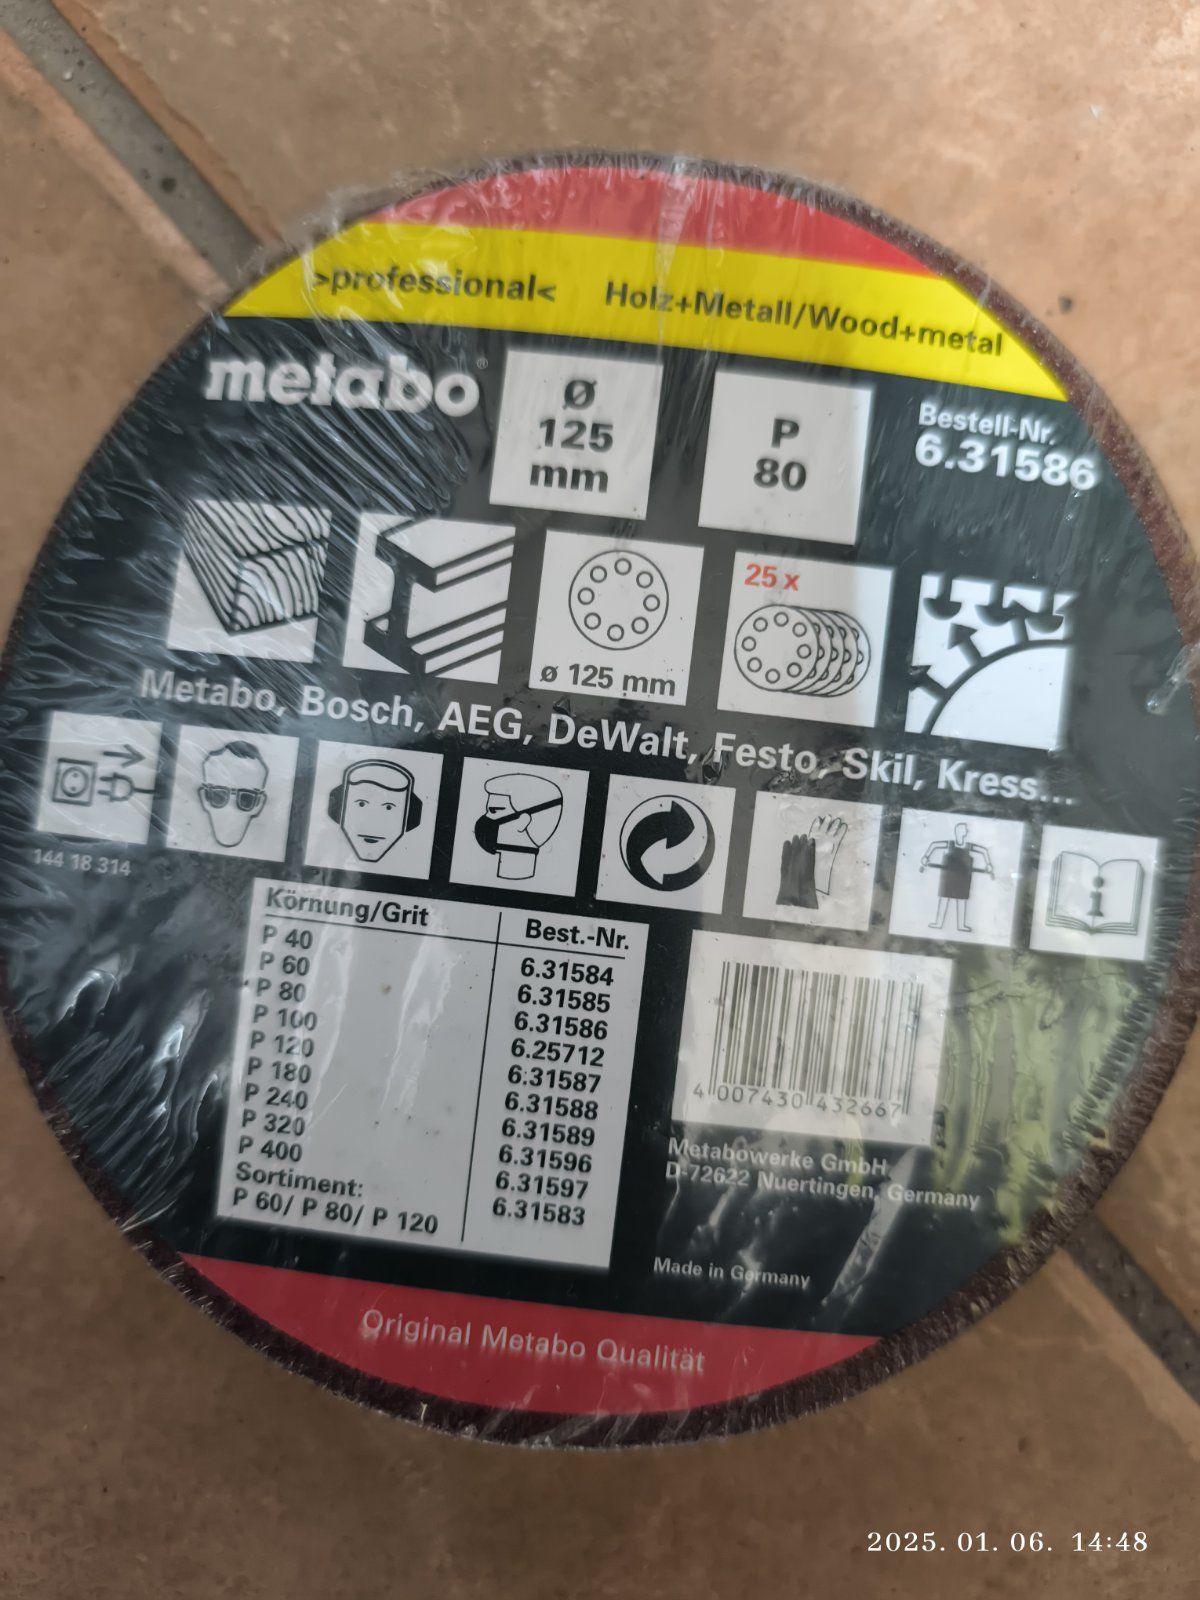 >professional< Holz+Metall/Wood+metal
metabo®
Ø
125
mm
P
80
Bestell-Nr.
6.31586
ø 125 mm
25 x
Metabo, Bosch, AEG, DeWalt, Festo, Skil, Kress...
144 18 314
Körnung/Grit Best.-Nr.
P 40 6.31584
P 60 6.31585
P 80 6.31586
P 100 6.25712
P 120 6.31587
P 180 6.31588
P 240 6.31589
P 320 6.31596
P 400 6.31597
Sortiment:
P 60/ P 80/ P 120 6.31583
4 007430 432667
Metabowerke GmbH
D-72622 Nuertingen, Germany
Made in Germany
Original Metabo Qualität
2025. 01. 06. 14:48